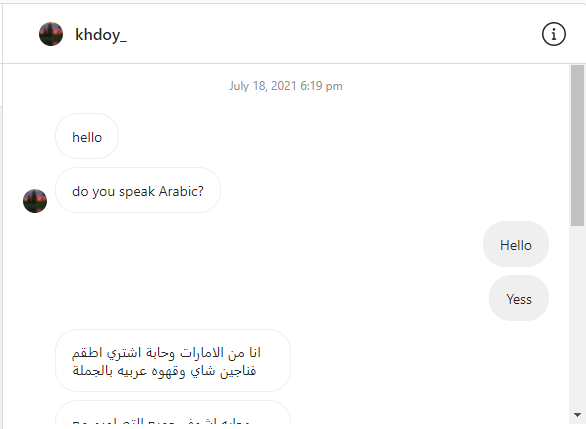 khdoy_
July 18, 2021 6:19 pm
hello
do you speak Arabic?
Hello
Yess
انا من الامارات وحابة اشتري اطقم
فناجين شاي وقهوه عربيه بالجملة